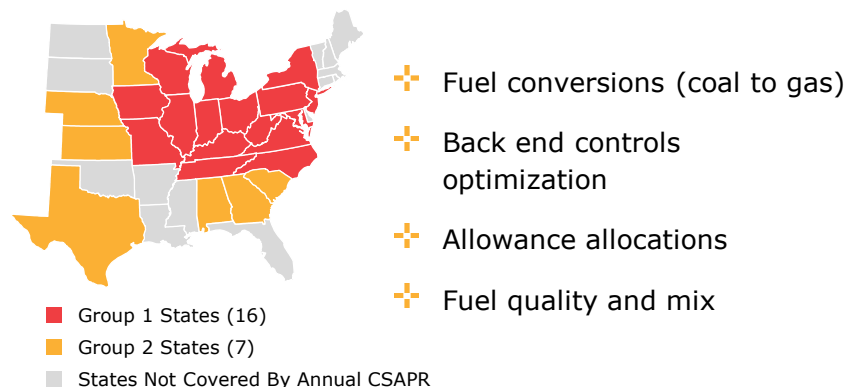 Fuel conversions (coal to gas)
Back end controls
optimization
Allowance allocations
Fuel quality and mix
Group 1 States (16)
Group 2 States (7)
States Not Covered By Annual CSAPR